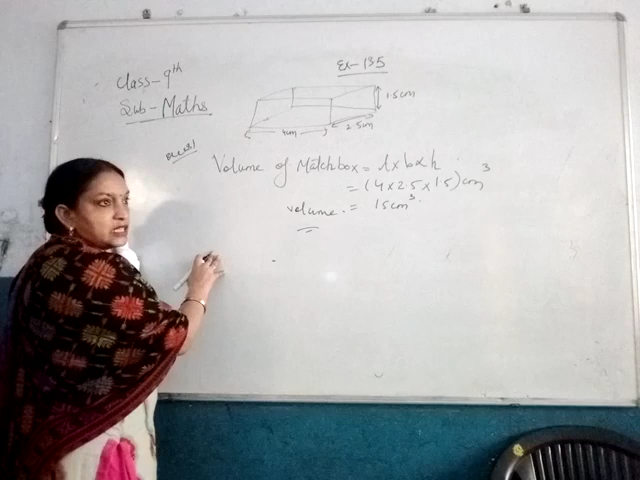 Class-9th
Sub-Maths
Ex-13.5
1.5cm
4cm
2.5cm
Volume of Matchbox = l x b x h
= (4 x 2.5 x 1.5) cm³
volume. = 15cm³.